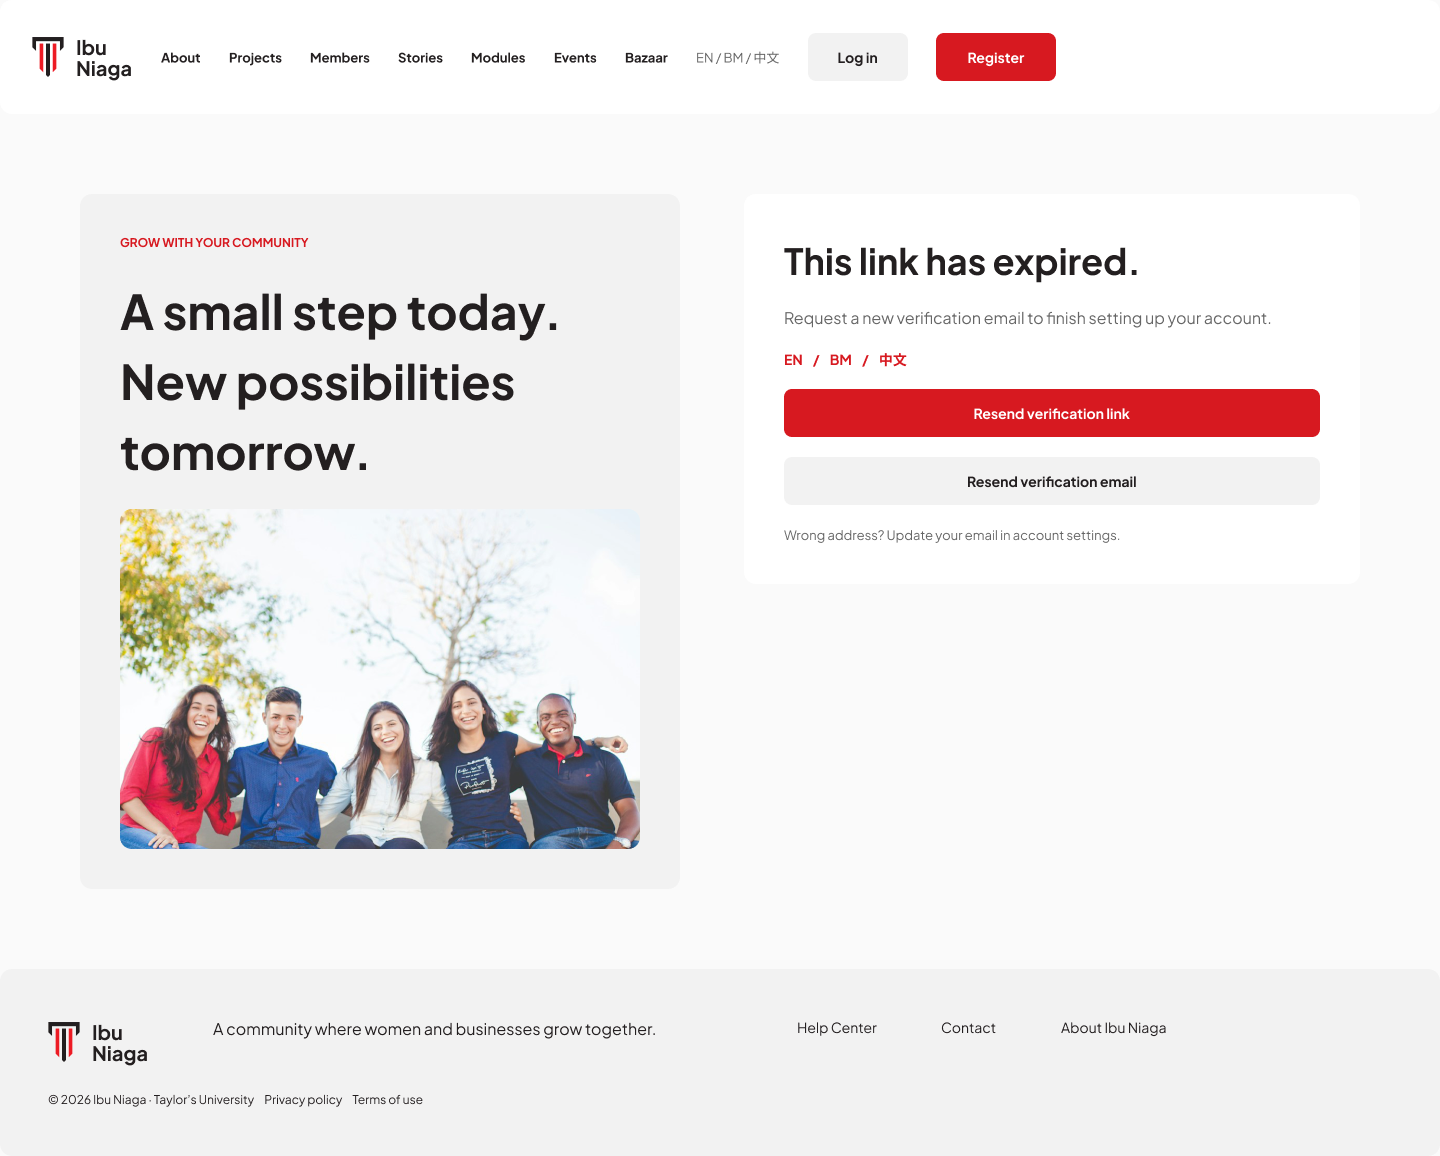 Ibu
Niaga
About
Projects
Members
Stories
Modules
Events
Bazaar
EN / BM / 中文
Log in
Register
GROW WITH YOUR COMMUNITY
A small step today.
New possibilities
tomorrow.
This link has expired.
Request a new verification email to finish setting up your account.
EN / BM / 中文
Resend verification link
Resend verification email
Wrong address? Update your email in account settings.
Ibu
Niaga
A community where women and businesses grow together.
Help Center
Contact
About Ibu Niaga
© 2026 Ibu Niaga · Taylor's University
Privacy policy
Terms of use